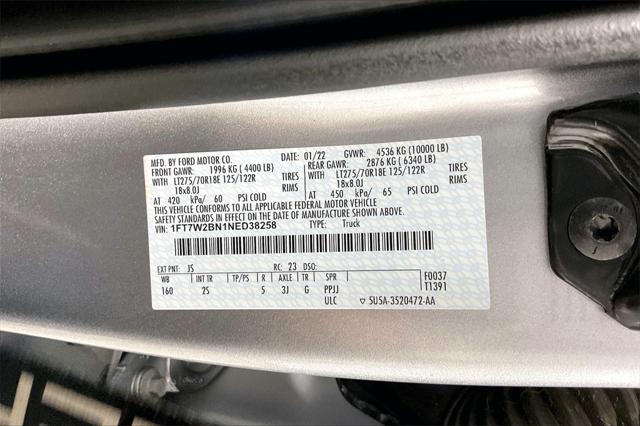 MFD. BY FORD MOTOR CO.
DATE: 01/22 GVWR: 4536 KG (10000 LB)
FRONT GAWR: 1996 KG ( 4400 LB)
REAR GAWR: 2876 KG ( 6340 LB)
WITH LT275/70R18E 125/122R TIRES
WITH LT275/70R18E 125/122R TIRES
18x8.0J RIMS
18x8.0J RIMS
AT 420 kPa/ 60 PSI COLD
AT 450 kPa/ 65 PSI COLD
THIS VEHICLE CONFORMS TO ALL APPLICABLE FEDERAL MOTOR VEHICLE
SAFETY STANDARDS IN EFFECT ON THE DATE OF MANUFACTURE SHOWN ABOVE.
VIN: 1FT7W2BN1NED38258 TYPE: Truck
EXT PNT: JS RC: 23 DSO:
WB INT TR TP/PS R AXLE TR SPR
160 2S 5 3J G PPJJ
ULC
F0037
T1391
5U5A-3520472-AA